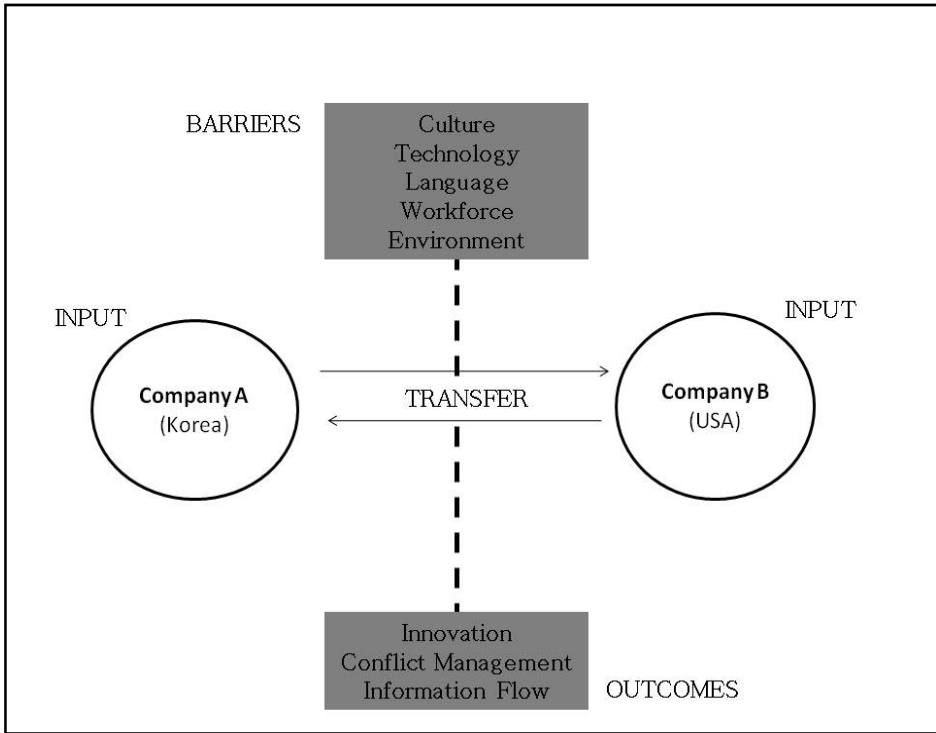 BARRIERS
Culture
Technology
Language
Workforce
Environment
INPUT
INPUT
Company A
(Korea)
TRANSFER
Company B
(USA)
Innovation
Conflict Management
Information Flow
OUTCOMES